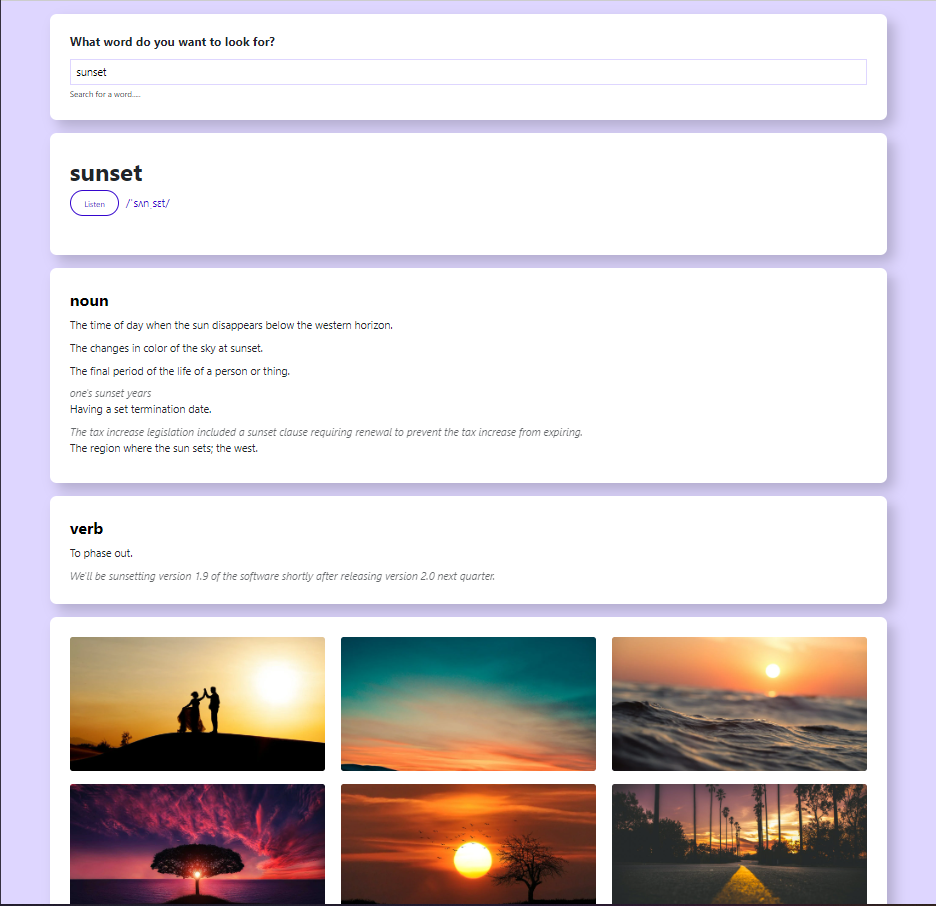 What word do you want to look for?
sunset
Search for a word....
sunset
Listen /ˈsʌnˌsɛt/
noun
The time of day when the sun disappears below the western horizon.
The changes in color of the sky at sunset.
The final period of the life of a person or thing.
one's sunset years
Having a set termination date.
The tax increase legislation included a sunset clause requiring renewal to prevent the tax increase from expiring.
The region where the sun sets; the west.
verb
To phase out.
We'll be sunsetting version 1.9 of the software shortly after releasing version 2.0 next quarter.